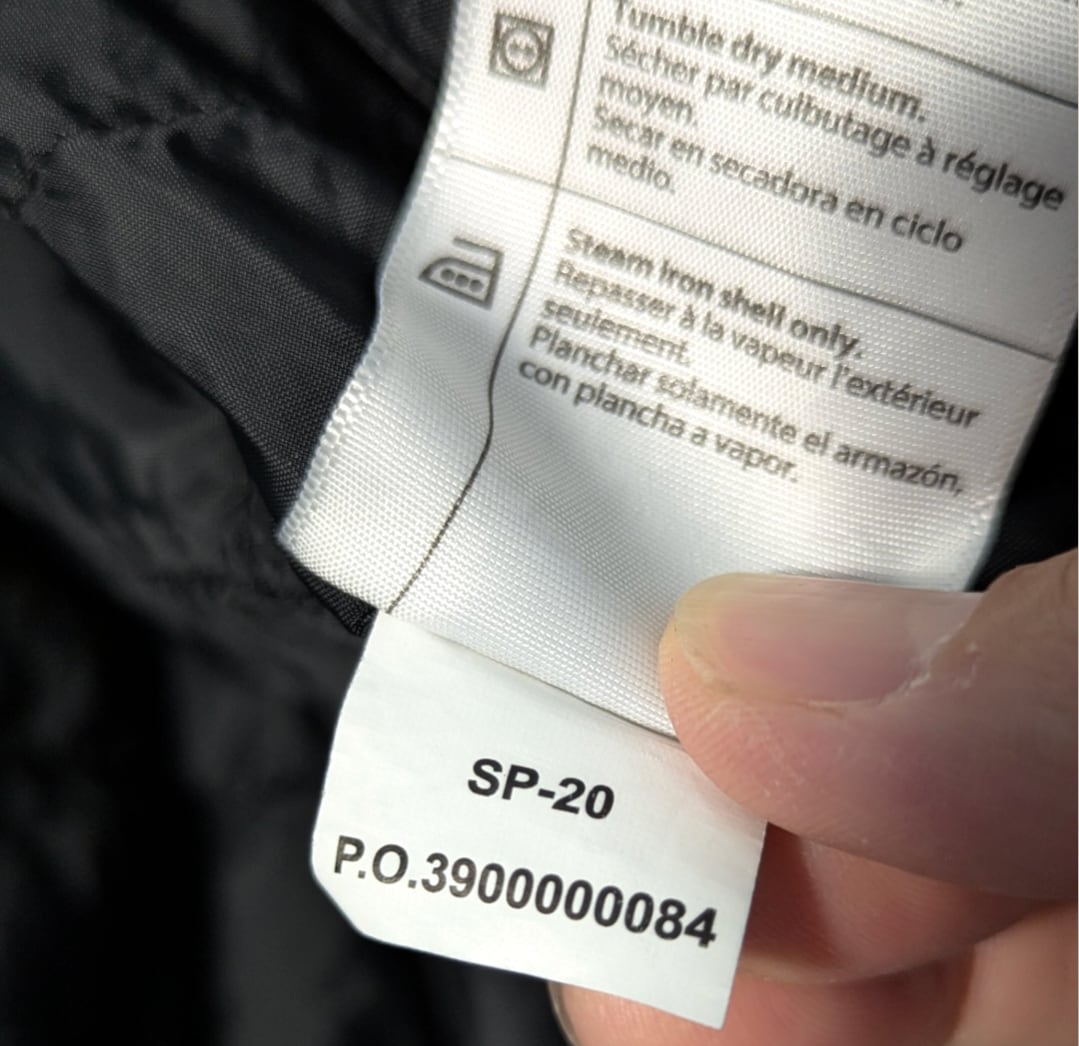 Tumble dry medium.
Sécher par culbutage à réglage
moyen.
Secar en secadora en ciclo
medio.
Steam Iron shell only.
Repasser à la vapeur l'extérieur
seulement.
Planchar solamente el armazón,
con plancha a vapor.
SP-20
P.O.3900000084